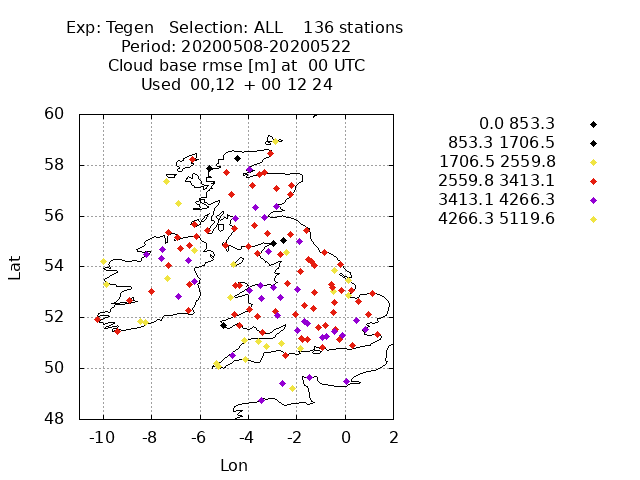 Exp: Tegen Selection: ALL 136 stations
Period: 20200508-20200522
Cloud base rmse [m] at 00 UTC
Used 00,12 + 00 12 24
0.0 853.3
853.3 1706.5
1706.5 2559.8
2559.8 3413.1
3413.1 4266.3
4266.3 5119.6
60
58
56
54
52
50
48
Lat
-10 -8 -6 -4 -2 0 2
Lon